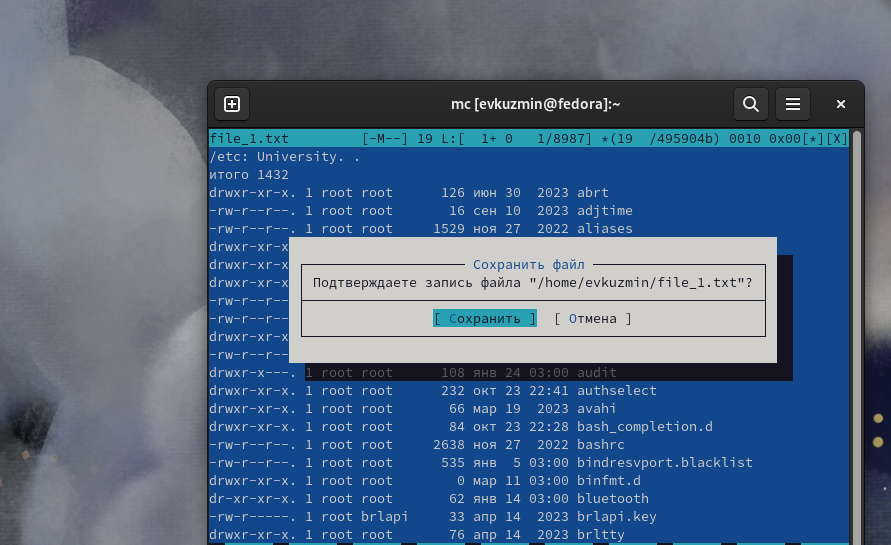 mc [evkuzmin@fedora]:~
file_1.txt         [-M--] 19 L:[  1+ 0   1/8987] *(19  /495904b) 0010 0x00[*][X]
/etc: University. .
итого 1432
drwxr-xr-x. 1 root root      126 июн 30  2023 abrt
-rw-r--r--. 1 root root       16 сен 10  2023 adjtime
-rw-r--r--. 1 root root     1529 ноя 27  2022 aliases
drwxr-xr-x
drwxr-xr-x
Сохранить файл
drwxr-xr-x
Подтверждаете запись файла "/home/evkuzmin/file_1.txt"?
-rw-r--r--
-rw-r--r--
[ Сохранить ]  [ Отмена ]
drwxr-xr-x
-rw-r--r--
drwxr-x---. 1 root root      108 янв 24 03:00 audit
drwxr-xr-x. 1 root root      232 окт 23 22:41 authselect
drwxr-xr-x. 1 root root       66 мар 19  2023 avahi
drwxr-xr-x. 1 root root       84 окт 23 22:28 bash_completion.d
-rw-r--r--. 1 root root     2638 ноя 27  2022 bashrc
-rw-r--r--. 1 root root      535 янв  5 03:00 bindresvport.blacklist
drwxr-xr-x. 1 root root        0 мар 11 03:00 binfmt.d
dr-xr-xr-x. 1 root root       62 янв 14 03:00 bluetooth
-rw-r-----. 1 root brlapi     33 апр 14  2023 brlapi.key
drwxr-xr-x. 1 root root       76 апр 14  2023 brltty